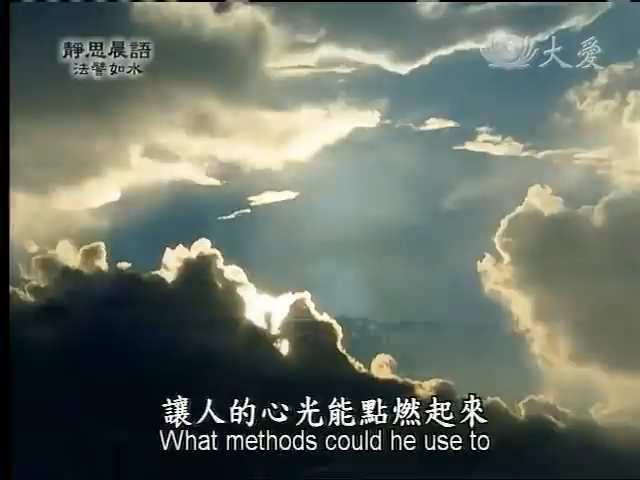 靜思晨語
法譬如水
大愛
讓人的心光能點燃起來
What methods could he use to